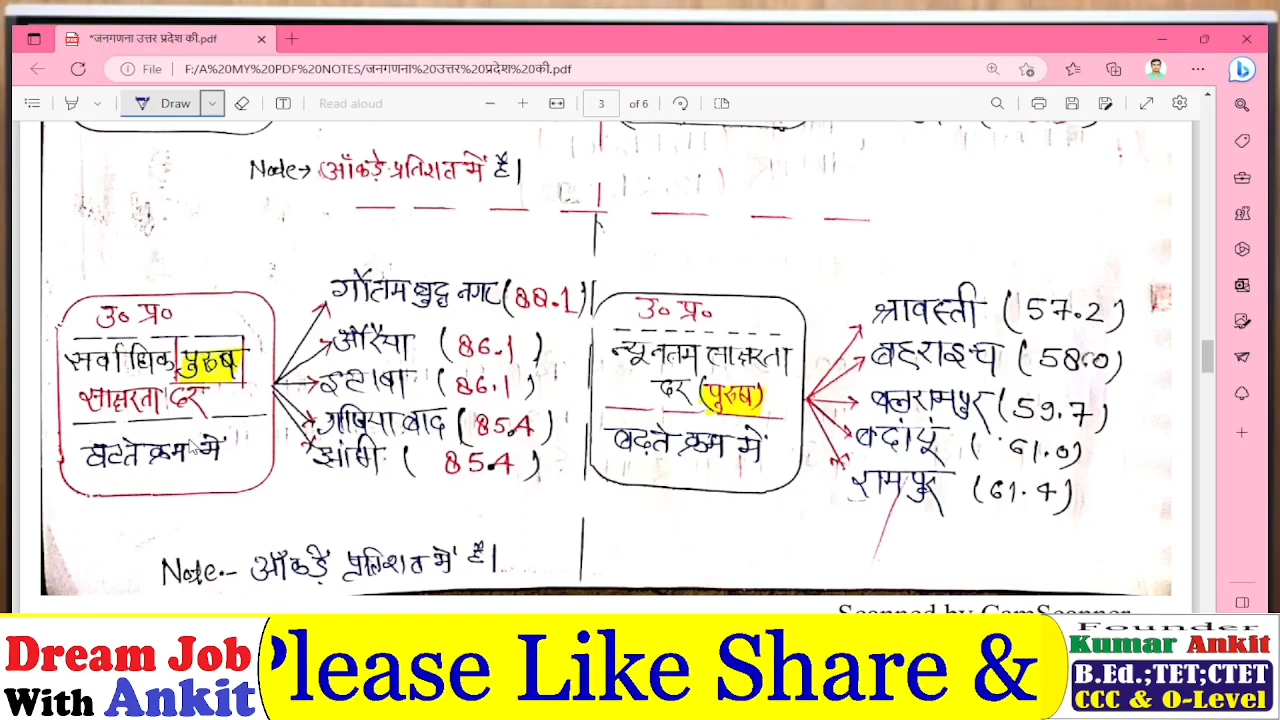 *जनगणना उत्तर प्रदेश की.pdf
File F:/A%20MY%20PDF%20NOTES/जनगणना%20उत्तर%20प्रदेश%20की.pdf
Draw
Read aloud
3 of 6
Note→ आँकड़े प्रतिशत में हैं।
उ० प्र०
सर्वाधिक पुरुष
साक्षरता दर
घटते क्रम में
गौतम बुद्ध नगर (88.1)
औरैया (86.1)
इटावा (86.1)
गाजियाबाद (85.4)
झांसी (85.4)
उ० प्र०
न्यूनतम साक्षरता
दर (पुरुष)
बढ़ते क्रम में
श्रावस्ती (57.2)
बहराइच (58.0)
बलरामपुर (59.7)
बदांयूं (61.0)
रामपुर (61.4)
Note:- आँकड़ें प्रतिशत में हैं।
Scanned by CamScanner
Dream Job
With Ankit
'lease Like Share &
Founder
Kumar Ankit
B.Ed.;TET;CTET
CCC & O-Level